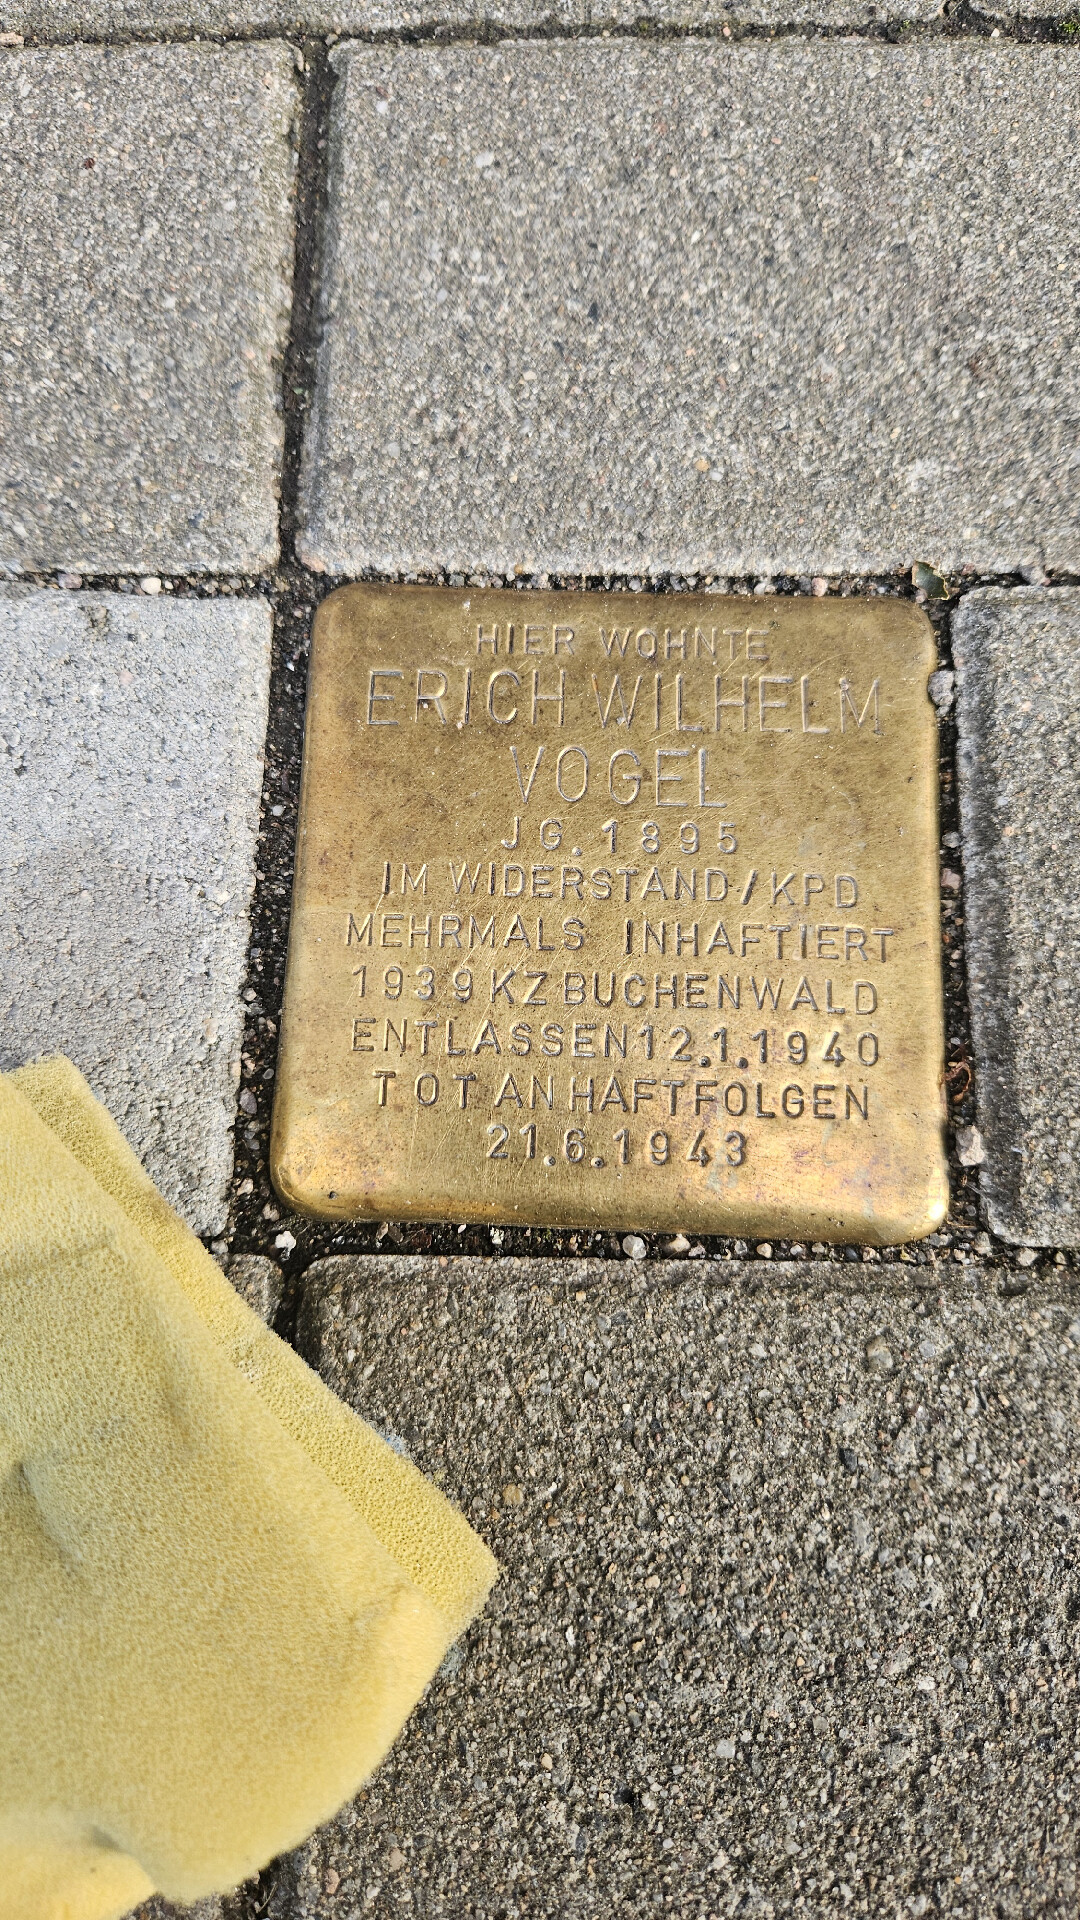 HIER WOHNTE
ERICH WILHELM
VOGEL
JG. 1895
IM WIDERSTAND/KPD
MEHRMALS INHAFTIERT
1939 KZ BUCHENWALD
ENTLASSEN 12.1.1940
TOT AN HAFTFOLGEN
21.6.1943